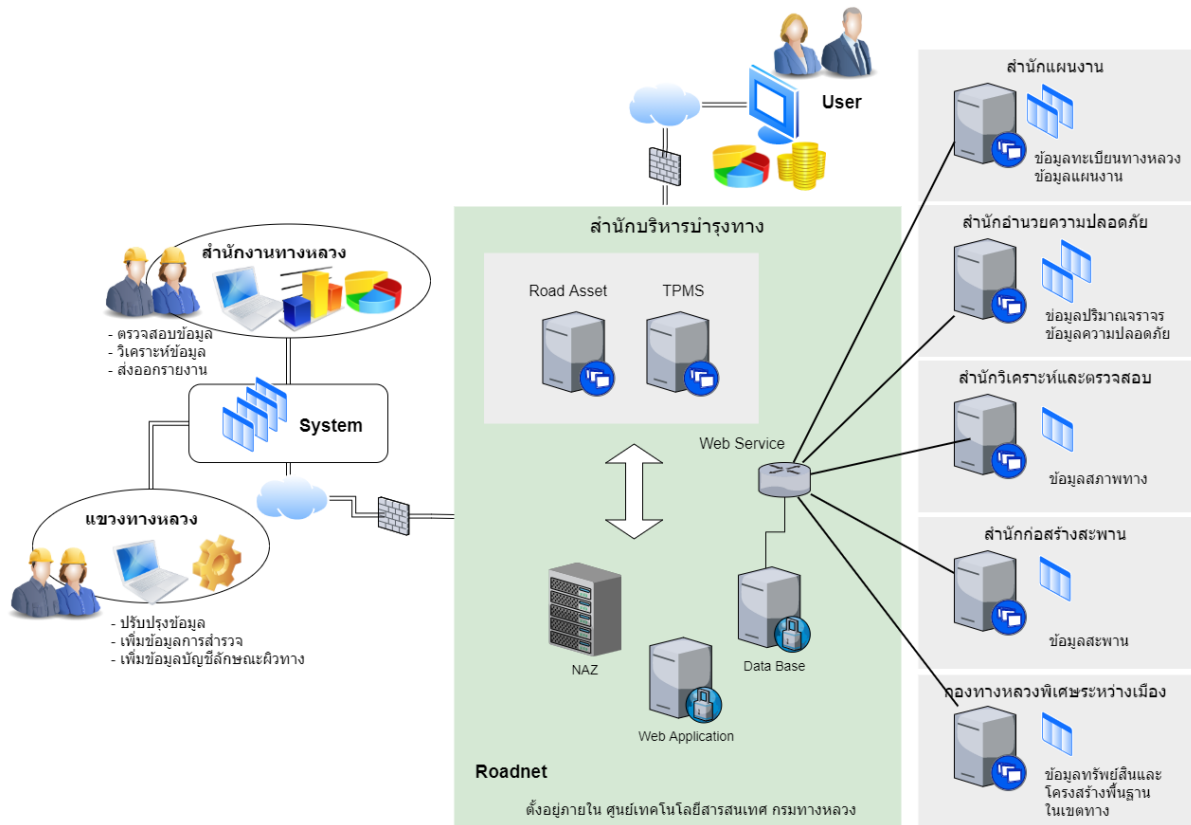 User
สำนักงานทางหลวง
- ตรวจสอบข้อมูล
- วิเคราะห์ข้อมูล
- ส่งออกรายงาน
System
แขวงทางหลวง
- ปรับปรุงข้อมูล
- เพิ่มข้อมูลการสำรวจ
- เพิ่มข้อมูลบัญชีลักษณะผิวทาง
สำนักบริหารบำรุงทาง
Road Asset
TPMS
Web Service
NAZ
Data Base
Web Application
Roadnet
ตั้งอยู่ภายใน ศูนย์เทคโนโลยีสารสนเทศ กรมทางหลวง
สำนักแผนงาน
ข้อมูลทะเบียนทางหลวง
ข้อมูลแผนงาน
สำนักอำนวยความปลอดภัย
ข้อมูลปริมาณจราจร
ข้อมูลความปลอดภัย
สำนักวิเคราะห์และตรวจสอบ
ข้อมูลสภาพทาง
สำนักก่อสร้างสะพาน
ข้อมูลสะพาน
กองทางหลวงพิเศษระหว่างเมือง
ข้อมูลทรัพย์สินและ
โครงสร้างพื้นฐาน
ในเขตทาง